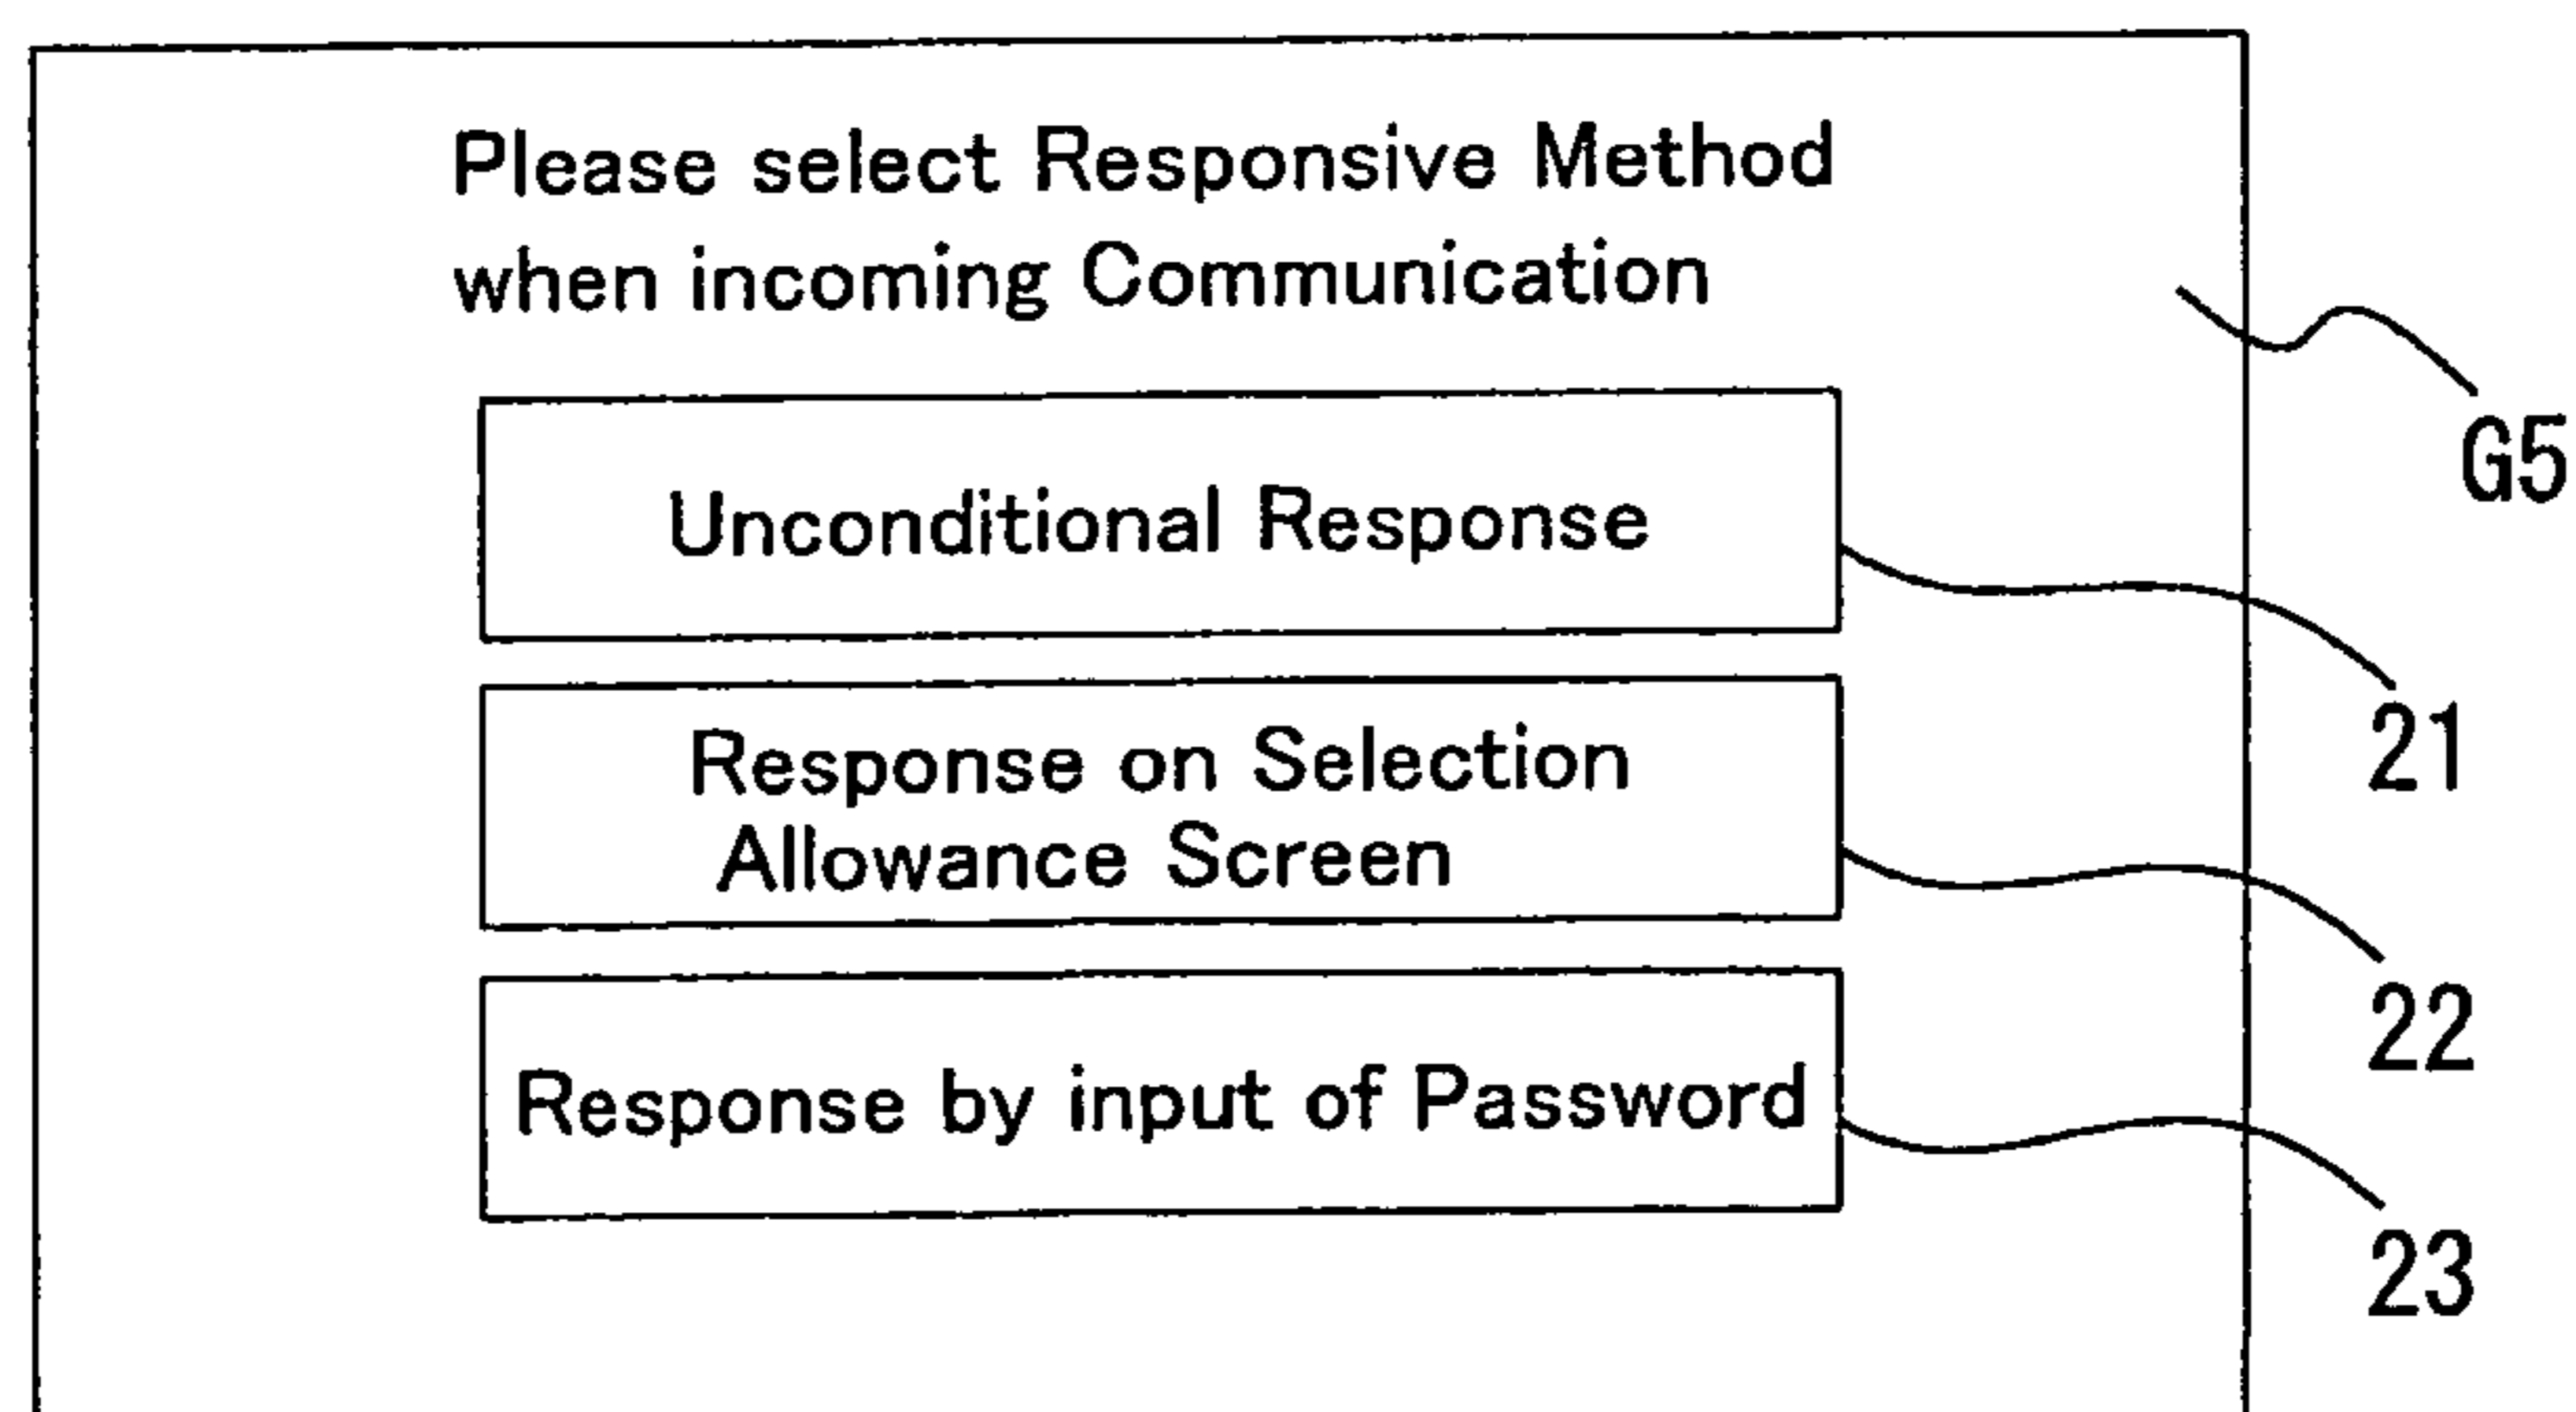 Please select Responsive Method
when incoming Communication
G5
Unconditional Response
21
Response on Selection
Allowance Screen
22
Response by input of Password
23